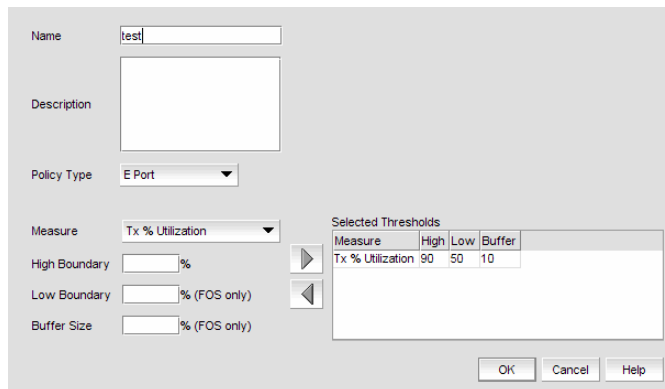 Name test
Description
Policy Type E Port
Measure Tx % Utilization
High Boundary %
Low Boundary % (FOS only)
Buffer Size % (FOS only)
Selected Thresholds
Measure High Low Buffer
Tx % Utilization 90 50 10
OK Cancel Help